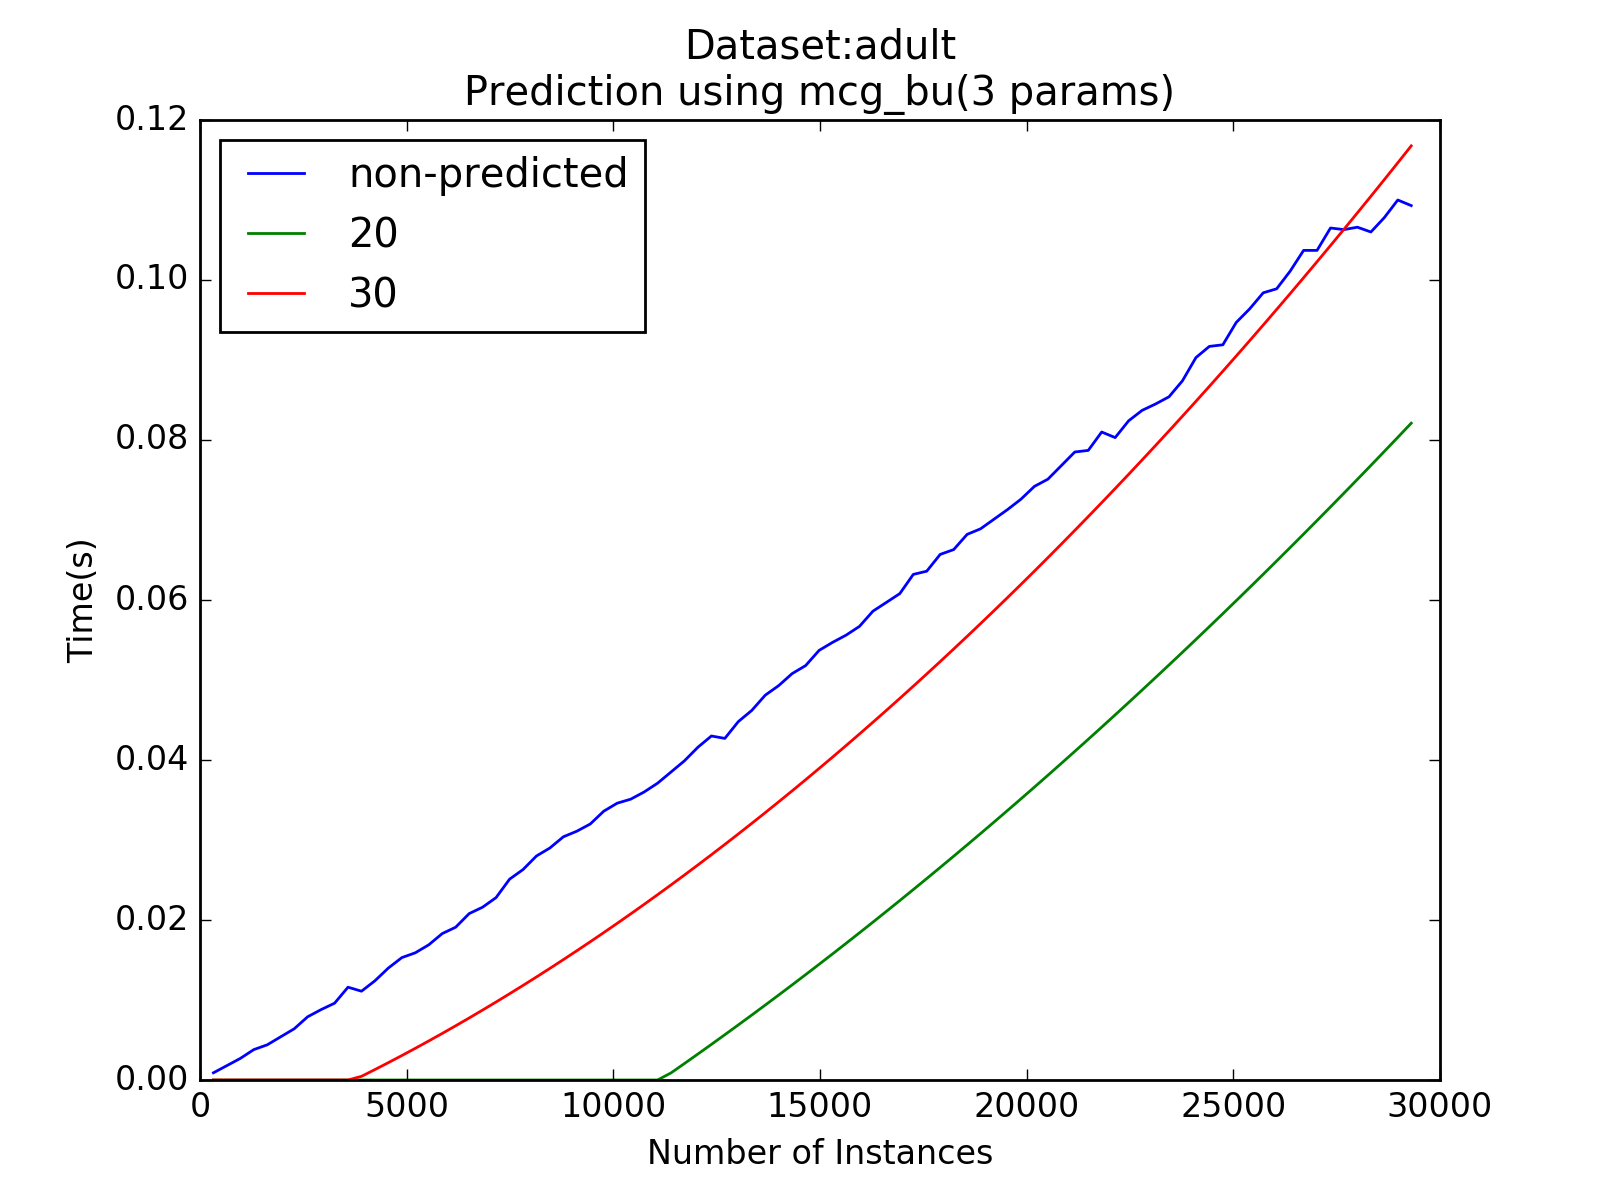 Dataset:adult
Prediction using mcg_bu(3 params)
0.12
0.10
0.08
0.06
0.04
0.02
0.00
Time(s)
non-predicted
20
30
0 5000 10000 15000 20000 25000 30000
Number of Instances